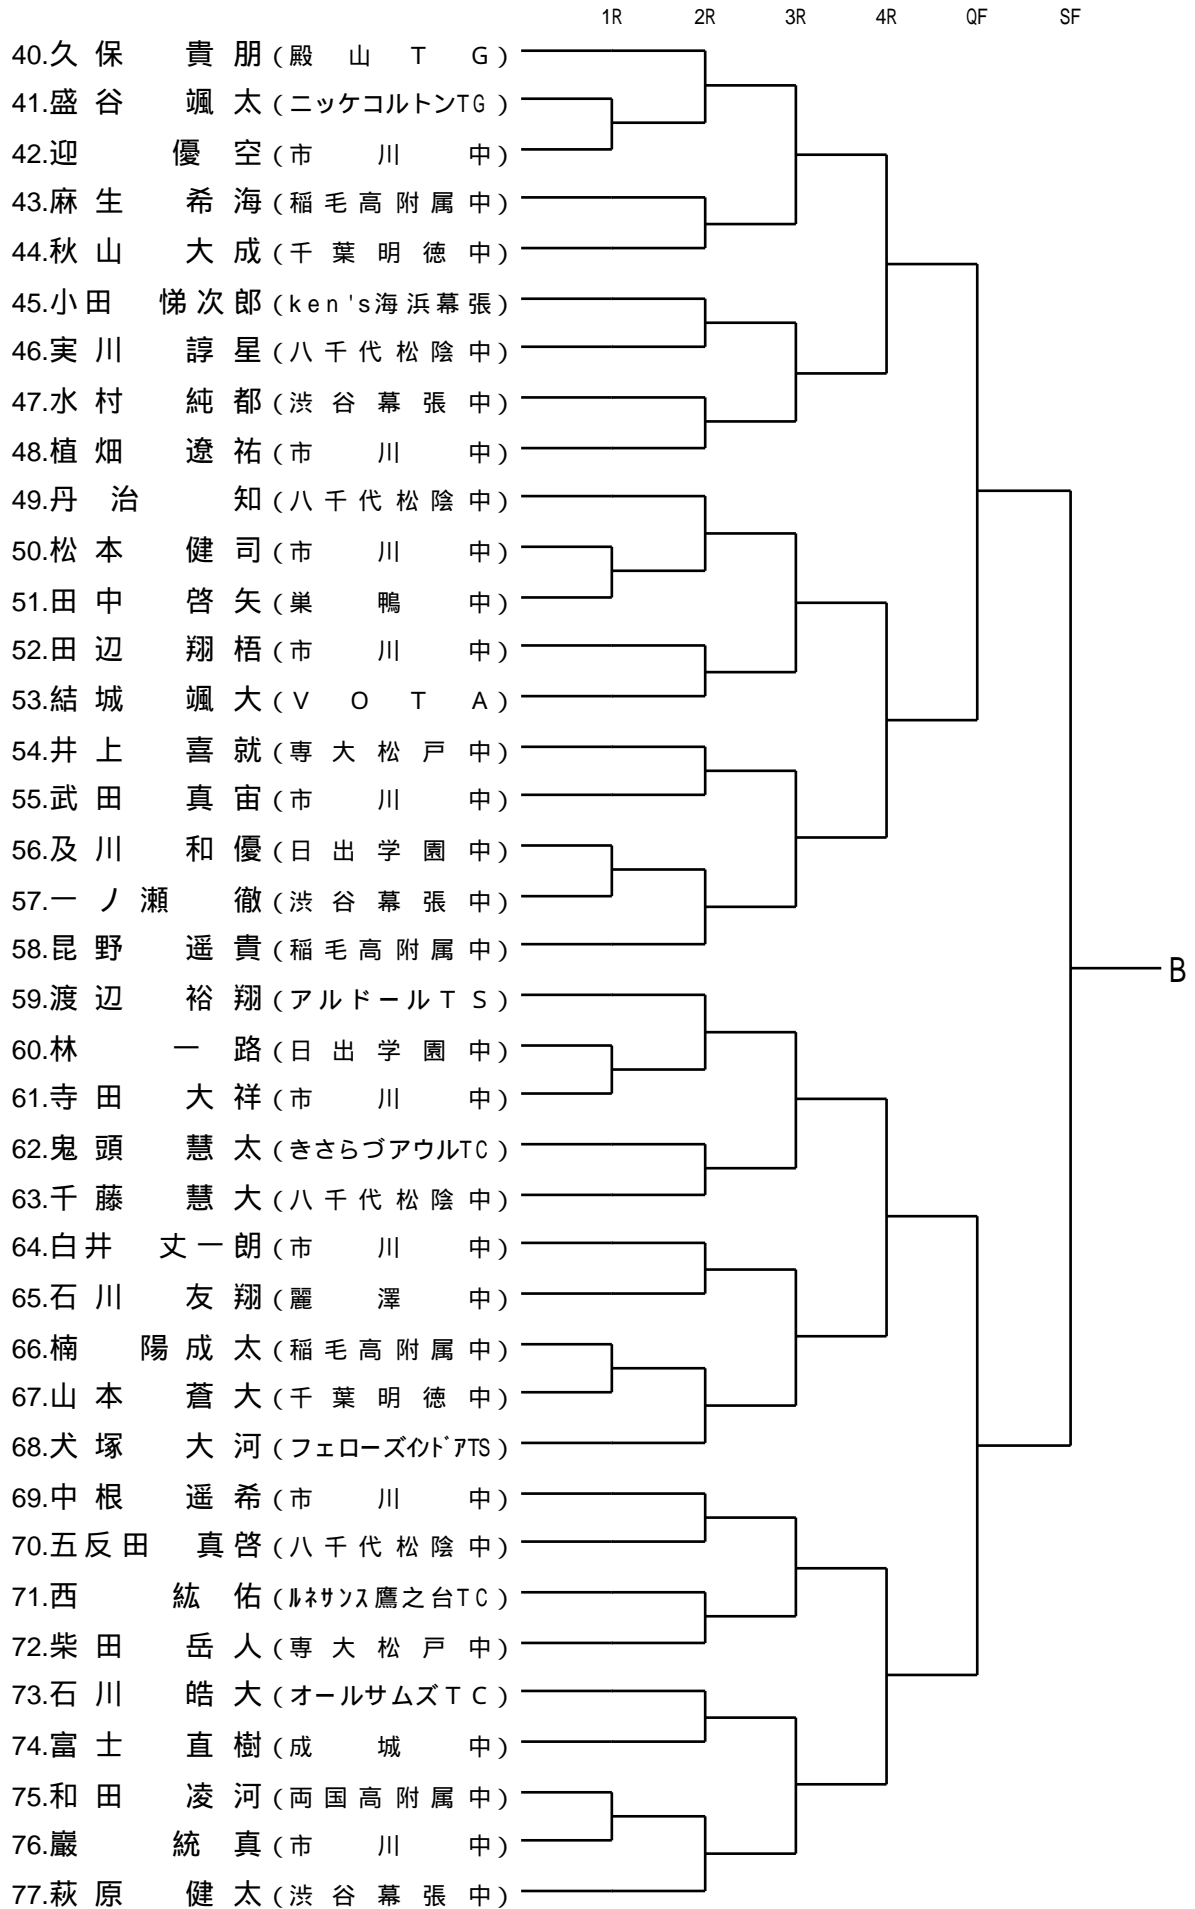 1R 2R 3R 4R QF SF
40.久保 貴朋(殿山TG)
41.盛谷 颯太(ニッケコルトンTG)
42.迎 優空(市川中)
43.麻生 希海(稲毛高附属中)
44.秋山 大成(千葉明徳中)
45.小田 悌次郎(ken's海浜幕張)
46.実川 諄星(八千代松陰中)
47.水村 純都(渋谷幕張中)
48.植畑 遼祐(市川中)
49.丹治 知(八千代松陰中)
50.松本 健司(市川中)
51.田中 啓矢(巣鴨中)
52.田辺 翔梧(市川中)
53.結城 颯大(VOTA)
54.井上 喜就(専大松戸中)
55.武田 真宙(市川中)
56.及川 和優(日出学園中)
57.一ノ瀬 徹(渋谷幕張中)
58.昆野 遥貴(稲毛高附属中)
B
59.渡辺 裕翔(アルドールTS)
60.林 一路(日出学園中)
61.寺田 大祥(市川中)
62.鬼頭 慧太(きさらづアウルTC)
63.千藤 慧大(八千代松陰中)
64.白井 丈一朗(市川中)
65.石川 友翔(麗澤中)
66.楠 陽成太(稲毛高附属中)
67.山本 蒼大(千葉明徳中)
68.犬塚 大河(フェローズインドアTS)
69.中根 遥希(市川中)
70.五反田 真啓(八千代松陰中)
71.西 紘佑(ルネサンス鷹之台TC)
72.柴田 岳人(専大松戸中)
73.石川 皓大(オールサムズTC)
74.富士 直樹(成城中)
75.和田 凌河(両国高附属中)
76.巖 統真(市川中)
77.萩原 健太(渋谷幕張中)